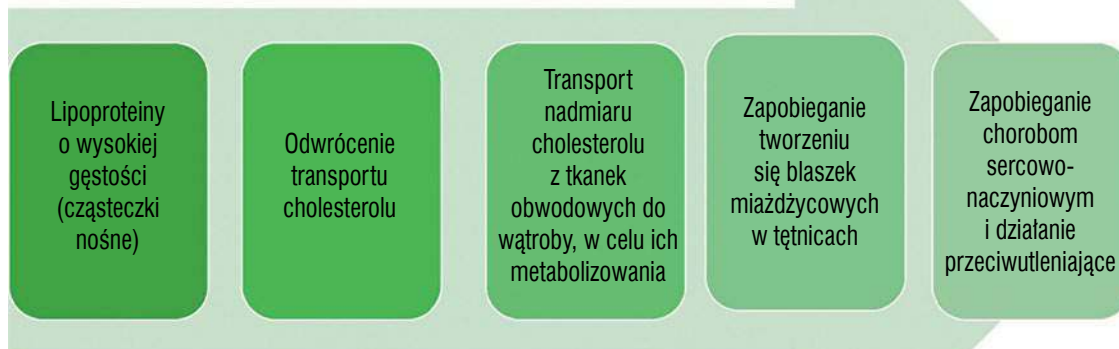 Lipoproteiny
o wysokiej
gęstości
(cząsteczki
nośne)
Odwrócenie
transportu
cholesterolu
Transport
nadmiaru
cholesterolu
z tkanek
obwodowych do
wątroby, w celu ich
metabolizowania
Zapobieganie
tworzeniu
się blaszek
miażdżycowych
w tętnicach
Zapobieganie
chorobom
sercowo-
naczyniowym
i działanie
przeciwutleniające